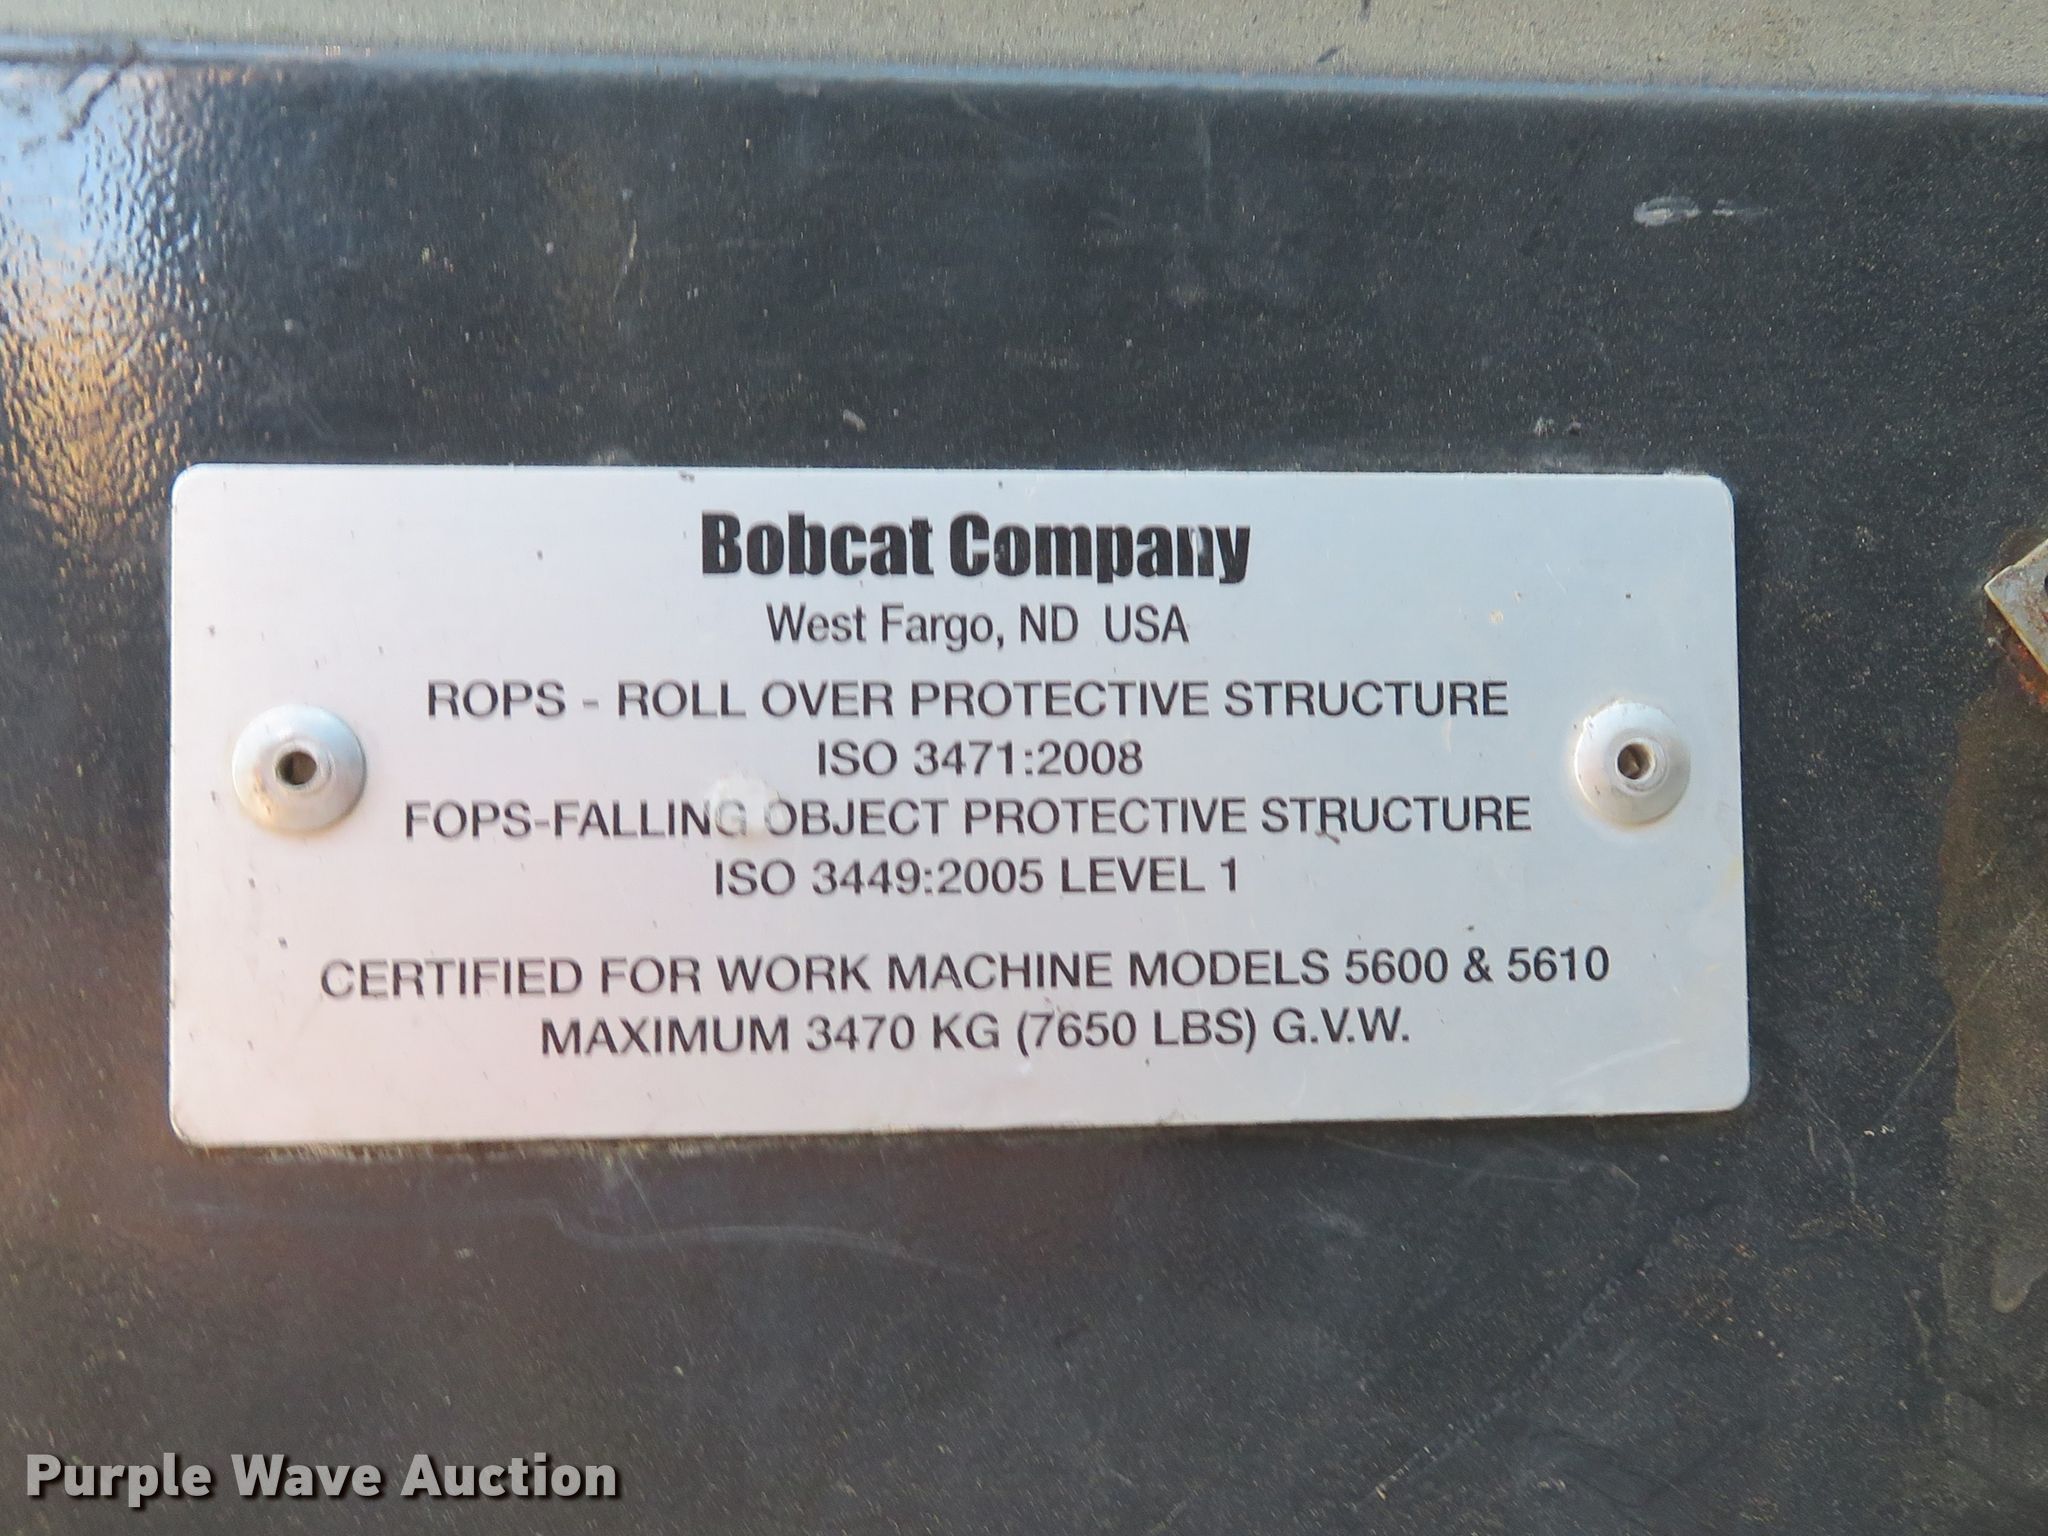 Bobcat Company
West Fargo, ND USA
ROPS - ROLL OVER PROTECTIVE STRUCTURE
ISO 3471:2008
FOPS-FALLING OBJECT PROTECTIVE STRUCTURE
ISO 3449:2005 LEVEL 1
CERTIFIED FOR WORK MACHINE MODELS 5600 & 5610
MAXIMUM 3470 KG (7650 LBS) G.V.W.
Purple Wave Auction